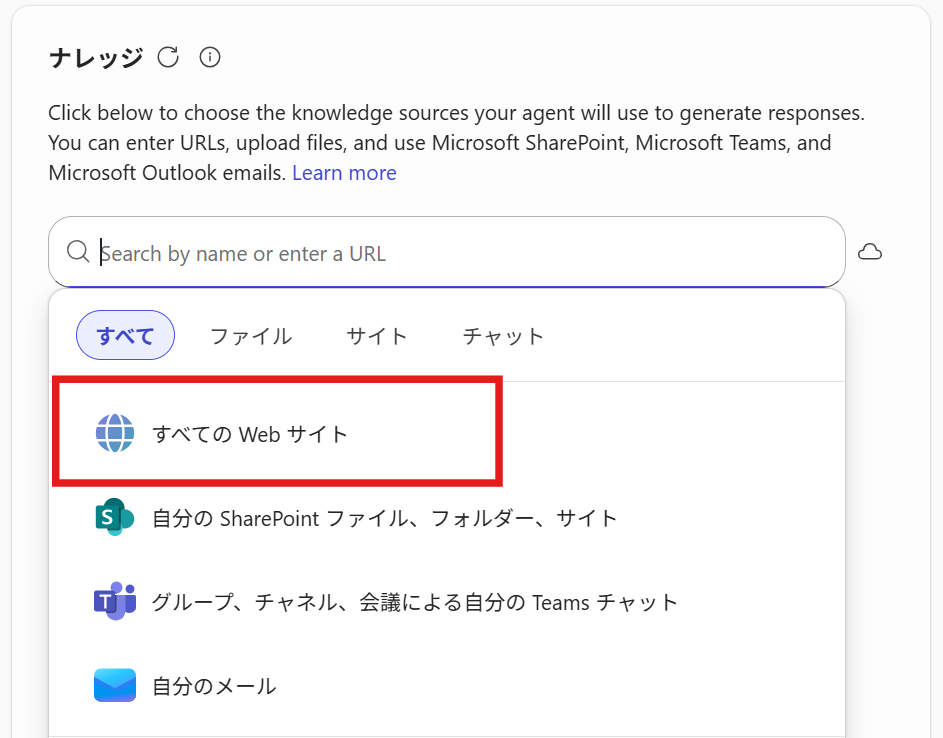 ナレッジ
Click below to choose the knowledge sources your agent will use to generate responses.
You can enter URLs, upload files, and use Microsoft SharePoint, Microsoft Teams, and
Microsoft Outlook emails. Learn more
Search by name or enter a URL
すべて ファイル サイト チャット
すべての Web サイト
自分の SharePoint ファイル、フォルダー、サイト
グループ、チャネル、会議による自分の Teams チャット
自分のメール